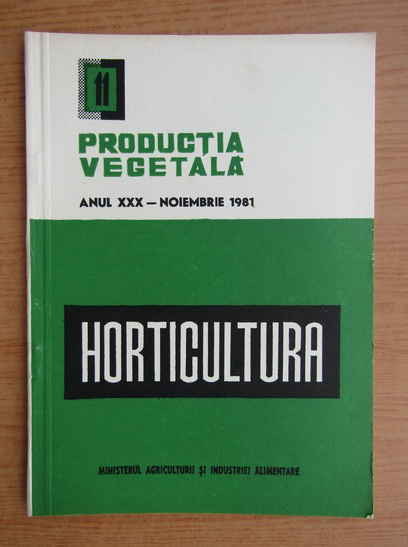 11
PRODUCȚIA
VEGETALĂ
ANUL XXX — NOIEMBRIE 1981
HORTICULTURA
MINISTERUL AGRICULTURII ȘI INDUSTRIEI ALIMENTARE